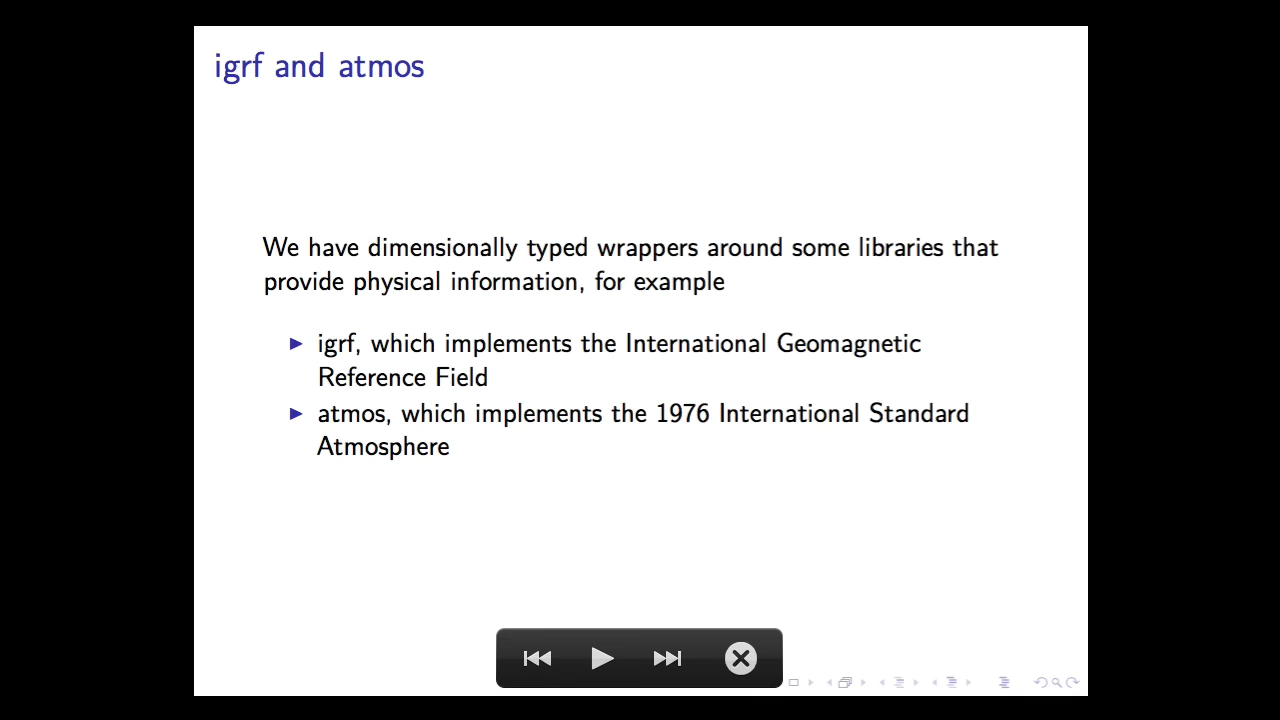 igrf and atmos
We have dimensionally typed wrappers around some libraries that
provide physical information, for example
igrf, which implements the International Geomagnetic
Reference Field
atmos, which implements the 1976 International Standard
Atmosphere